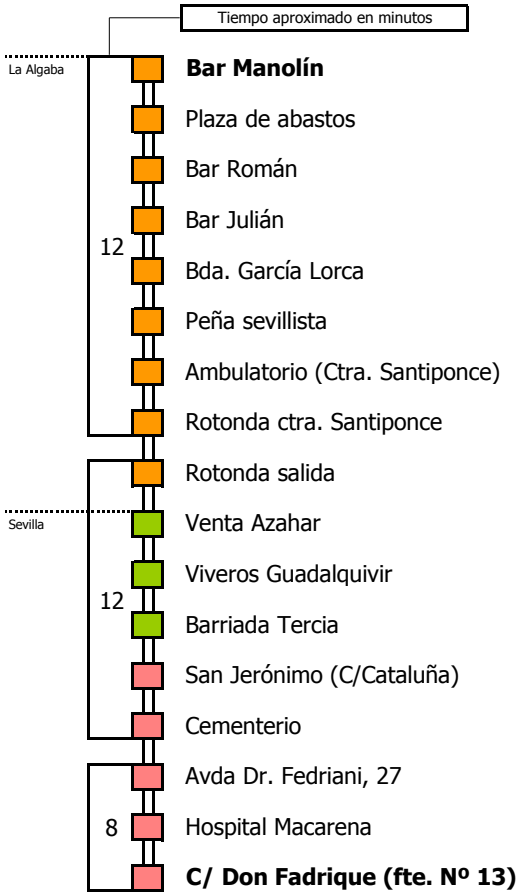 Tiempo aproximado en minutos
La Algaba
Bar Manolín
Plaza de abastos
Bar Román
Bar Julián
12
Bda. García Lorca
Peña sevillista
Ambulatorio (Ctra. Santiponce)
Rotonda ctra. Santiponce
Rotonda salida
Sevilla
Venta Azahar
Viveros Guadalquivir
12
Barriada Tercia
San Jerónimo (C/Cataluña)
Cementerio
Avda Dr. Fedriani, 27
8
Hospital Macarena
C/ Don Fadrique (fte. Nº 13)